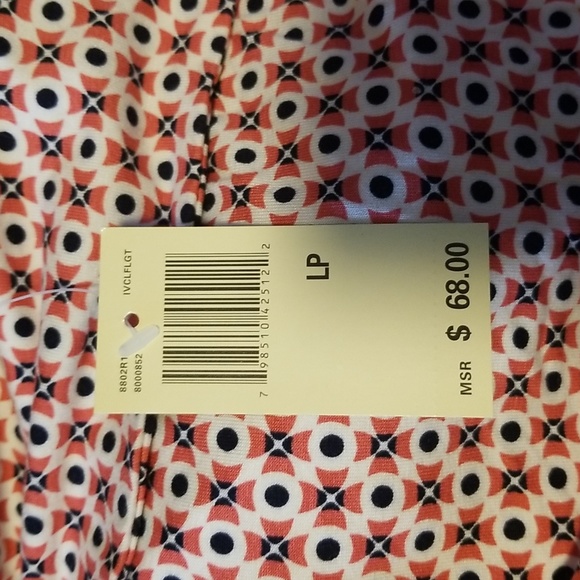 8802R1
IVCLFLGT
8000852
7 98510 42512 2
LP
MSR $ 68.00